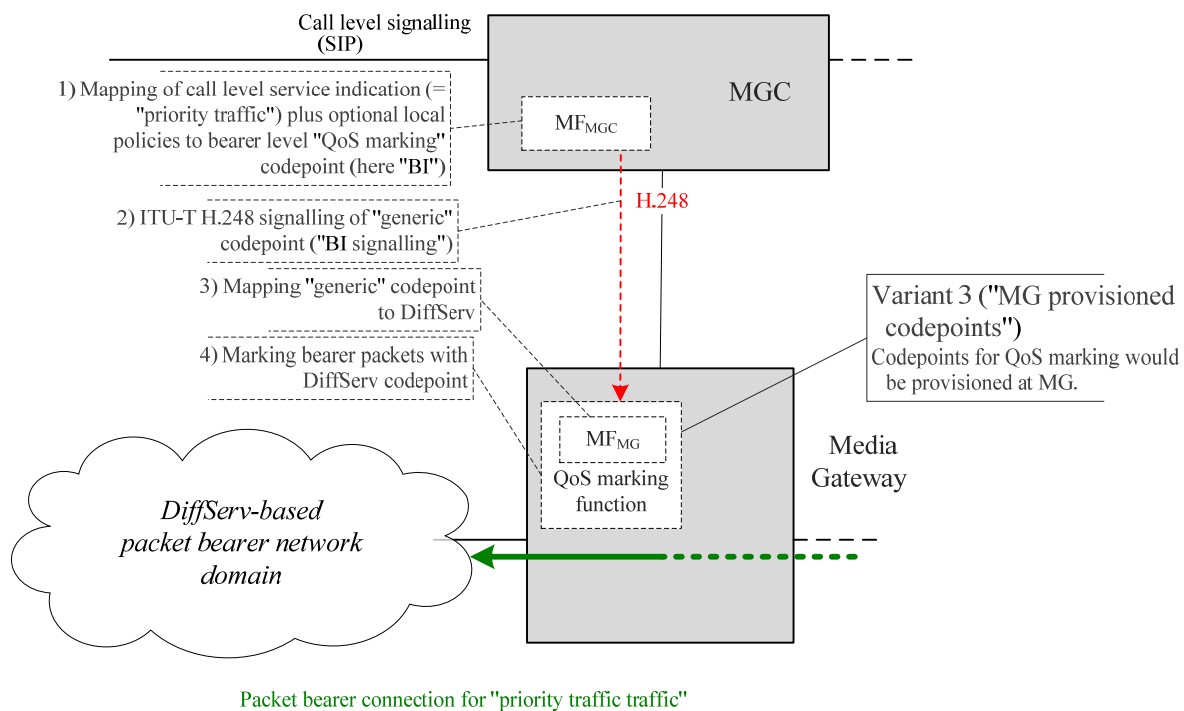 Call level signalling
(SIP)
MGC
1) Mapping of call level service indication (=
"priority traffic") plus optional local
policies to bearer level "QoS marking"
codepoint (here "BI")
MFMGC
H.248
2) ITU-T H.248 signalling of "generic"
codepoint ("BI signalling")
3) Mapping "generic" codepoint
to DiffServ
4) Marking bearer packets with
DiffServ codepoint
Variant 3 ("MG provisioned
codepoints")
Codepoints for QoS marking would
be provisioned at MG.
MFMG
QoS marking
function
Media
Gateway
DiffServ-based
packet bearer network
domain
Packet bearer connection for "priority traffic traffic"